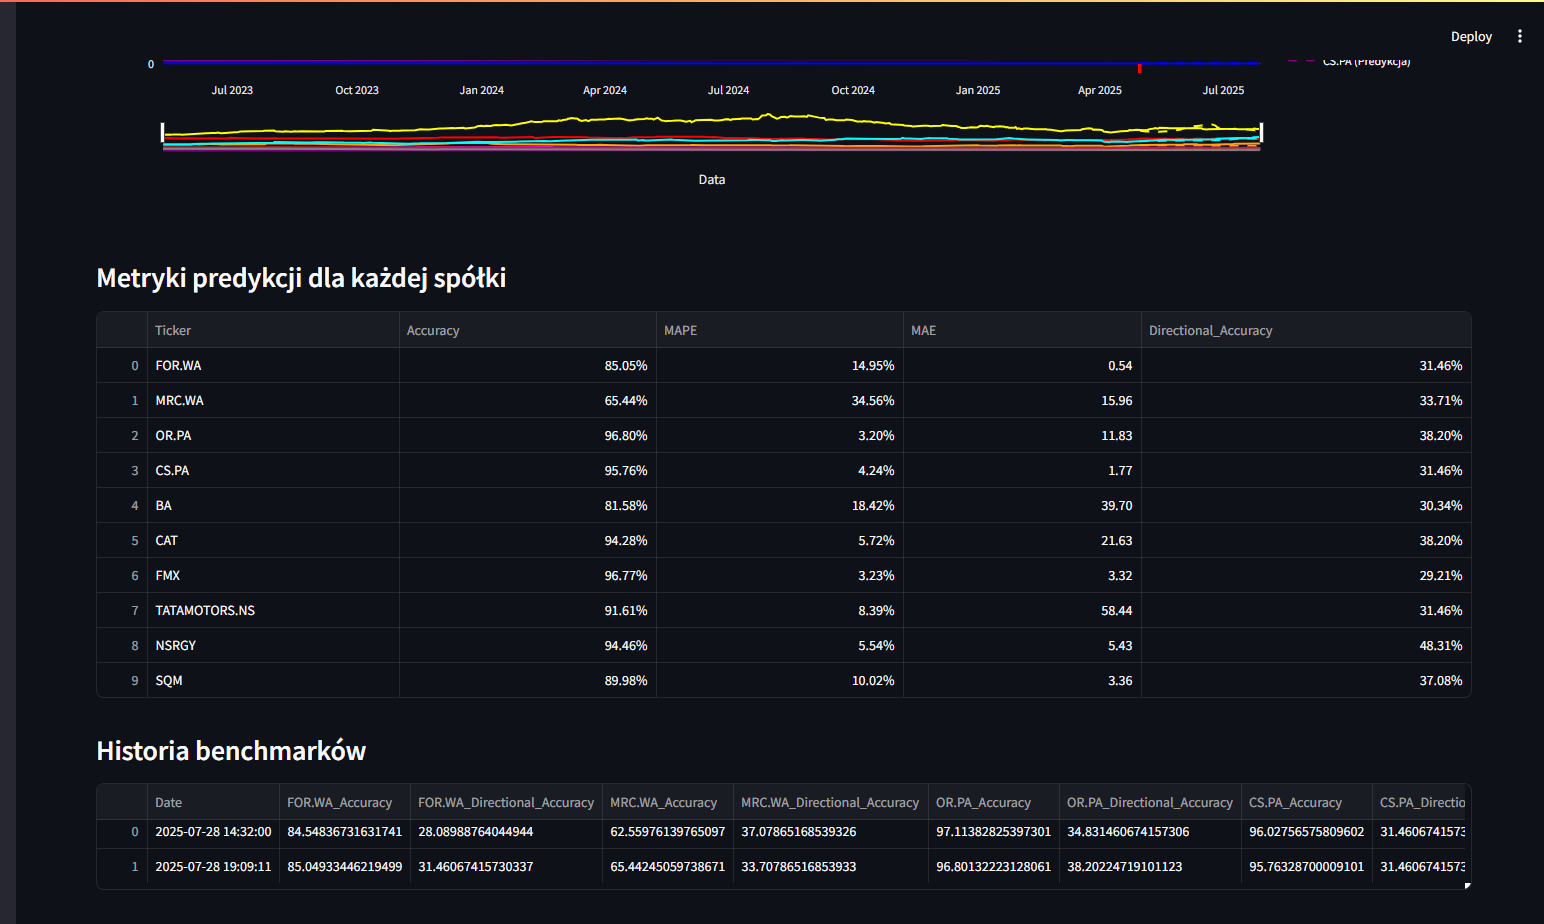 Deploy
CS.PA (Predykcja)
0
Jul 2023 Oct 2023 Jan 2024 Apr 2024 Jul 2024 Oct 2024 Jan 2025 Apr 2025 Jul 2025
Data
Metryki predykcji dla każdej spółki
Ticker Accuracy MAPE MAE Directional_Accuracy
0 FOR.WA 85.05% 14.95% 0.54 31.46%
1 MRC.WA 65.44% 34.56% 15.96 33.71%
2 OR.PA 96.80% 3.20% 11.83 38.20%
3 CS.PA 95.76% 4.24% 1.77 31.46%
4 BA 81.58% 18.42% 39.70 30.34%
5 CAT 94.28% 5.72% 21.63 38.20%
6 FMX 96.77% 3.23% 3.32 29.21%
7 TATAMOTORS.NS 91.61% 8.39% 58.44 31.46%
8 NSRGY 94.46% 5.54% 5.43 48.31%
9 SQM 89.98% 10.02% 3.36 37.08%
Historia benchmarków
Date FOR.WA_Accuracy FOR.WA_Directional_Accuracy MRC.WA_Accuracy MRC.WA_Directional_Accuracy OR.PA_Accuracy OR.PA_Directional_Accuracy CS.PA_Accuracy CS.PA_Directio
0 2025-07-28 14:32:00 84.54836731631741 28.08988764044944 62.55976139765097 37.07865168539326 97.11382825397301 34.831460674157306 96.02756575809602 31.4606741573
1 2025-07-28 19:09:11 85.04933446219499 31.46067415730337 65.44245059738671 33.70786516853933 96.80132223128061 38.20224719101123 95.76328700009101 31.4606741573